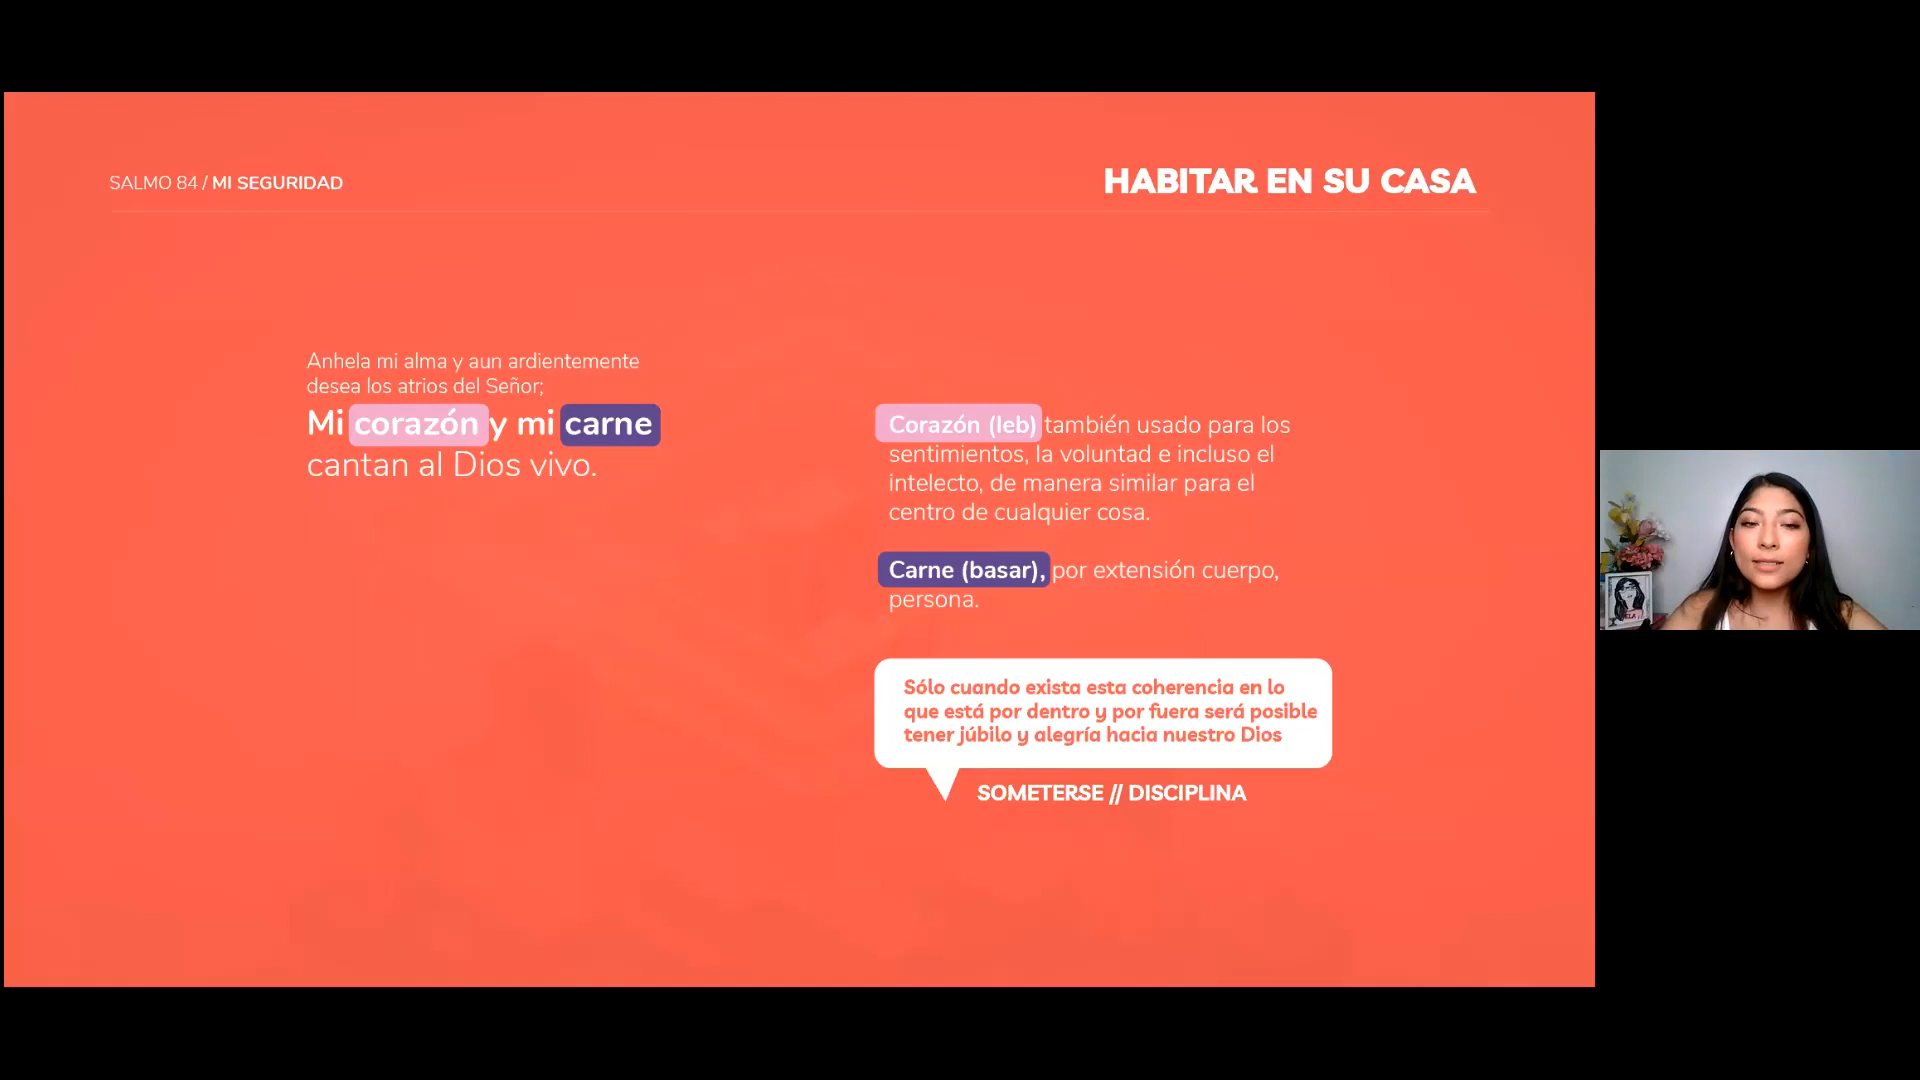 SALMO 84 / MI SEGURIDAD
HABITAR EN SU CASA
Anhela mi alma y aun ardientemente
desea los atrios del Señor;
Mi corazón y mi carne
cantan al Dios vivo.
Corazón (leb) también usado para los
sentimientos, la voluntad e incluso el
intelecto, de manera similar para el
centro de cualquier cosa.
Carne (basar), por extensión cuerpo,
persona.
Sólo cuando exista esta coherencia en lo
que está por dentro y por fuera será posible
tener júbilo y alegría hacia nuestro Dios
SOMETERSE // DISCIPLINA